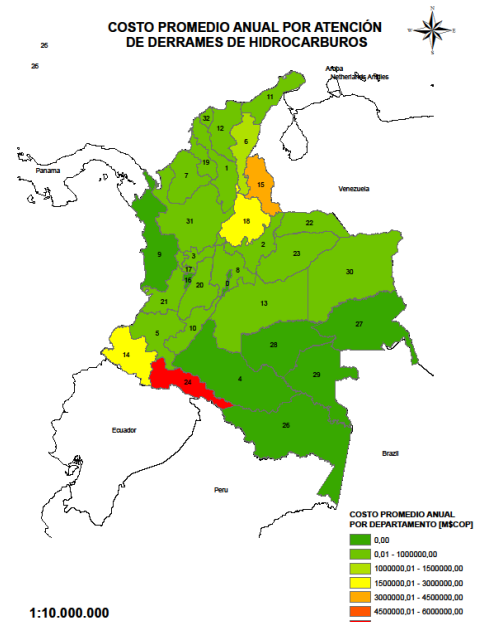 COSTO PROMEDIO ANUAL POR ATENCIÓN
DE DERRAMES DE HIDROCARBUROS
N
W E
S
25
26
Aruba
Netherlands Antilles
11
32
12
6
Panama
19
1
7
15
Venezuela
18
31
22
2
23
9
3
8
30
17
16
20
0
21
13
27
5
10
28
14
29
24
4
26
Ecuador
Brazil
Peru
COSTO PROMEDIO ANUAL
POR DEPARTAMENTO [M$COP]
0,00
0,01 - 1000000,00
1000000,01 - 1500000,00
1500000,01 - 3000000,00
3000000,01 - 4500000,00
4500000,01 - 6000000,00
1:10.000.000